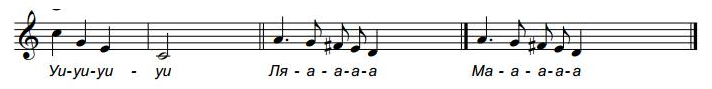 Уи-уи-уи - уи Ля - а - а-а-а Ма - а - а-а-а